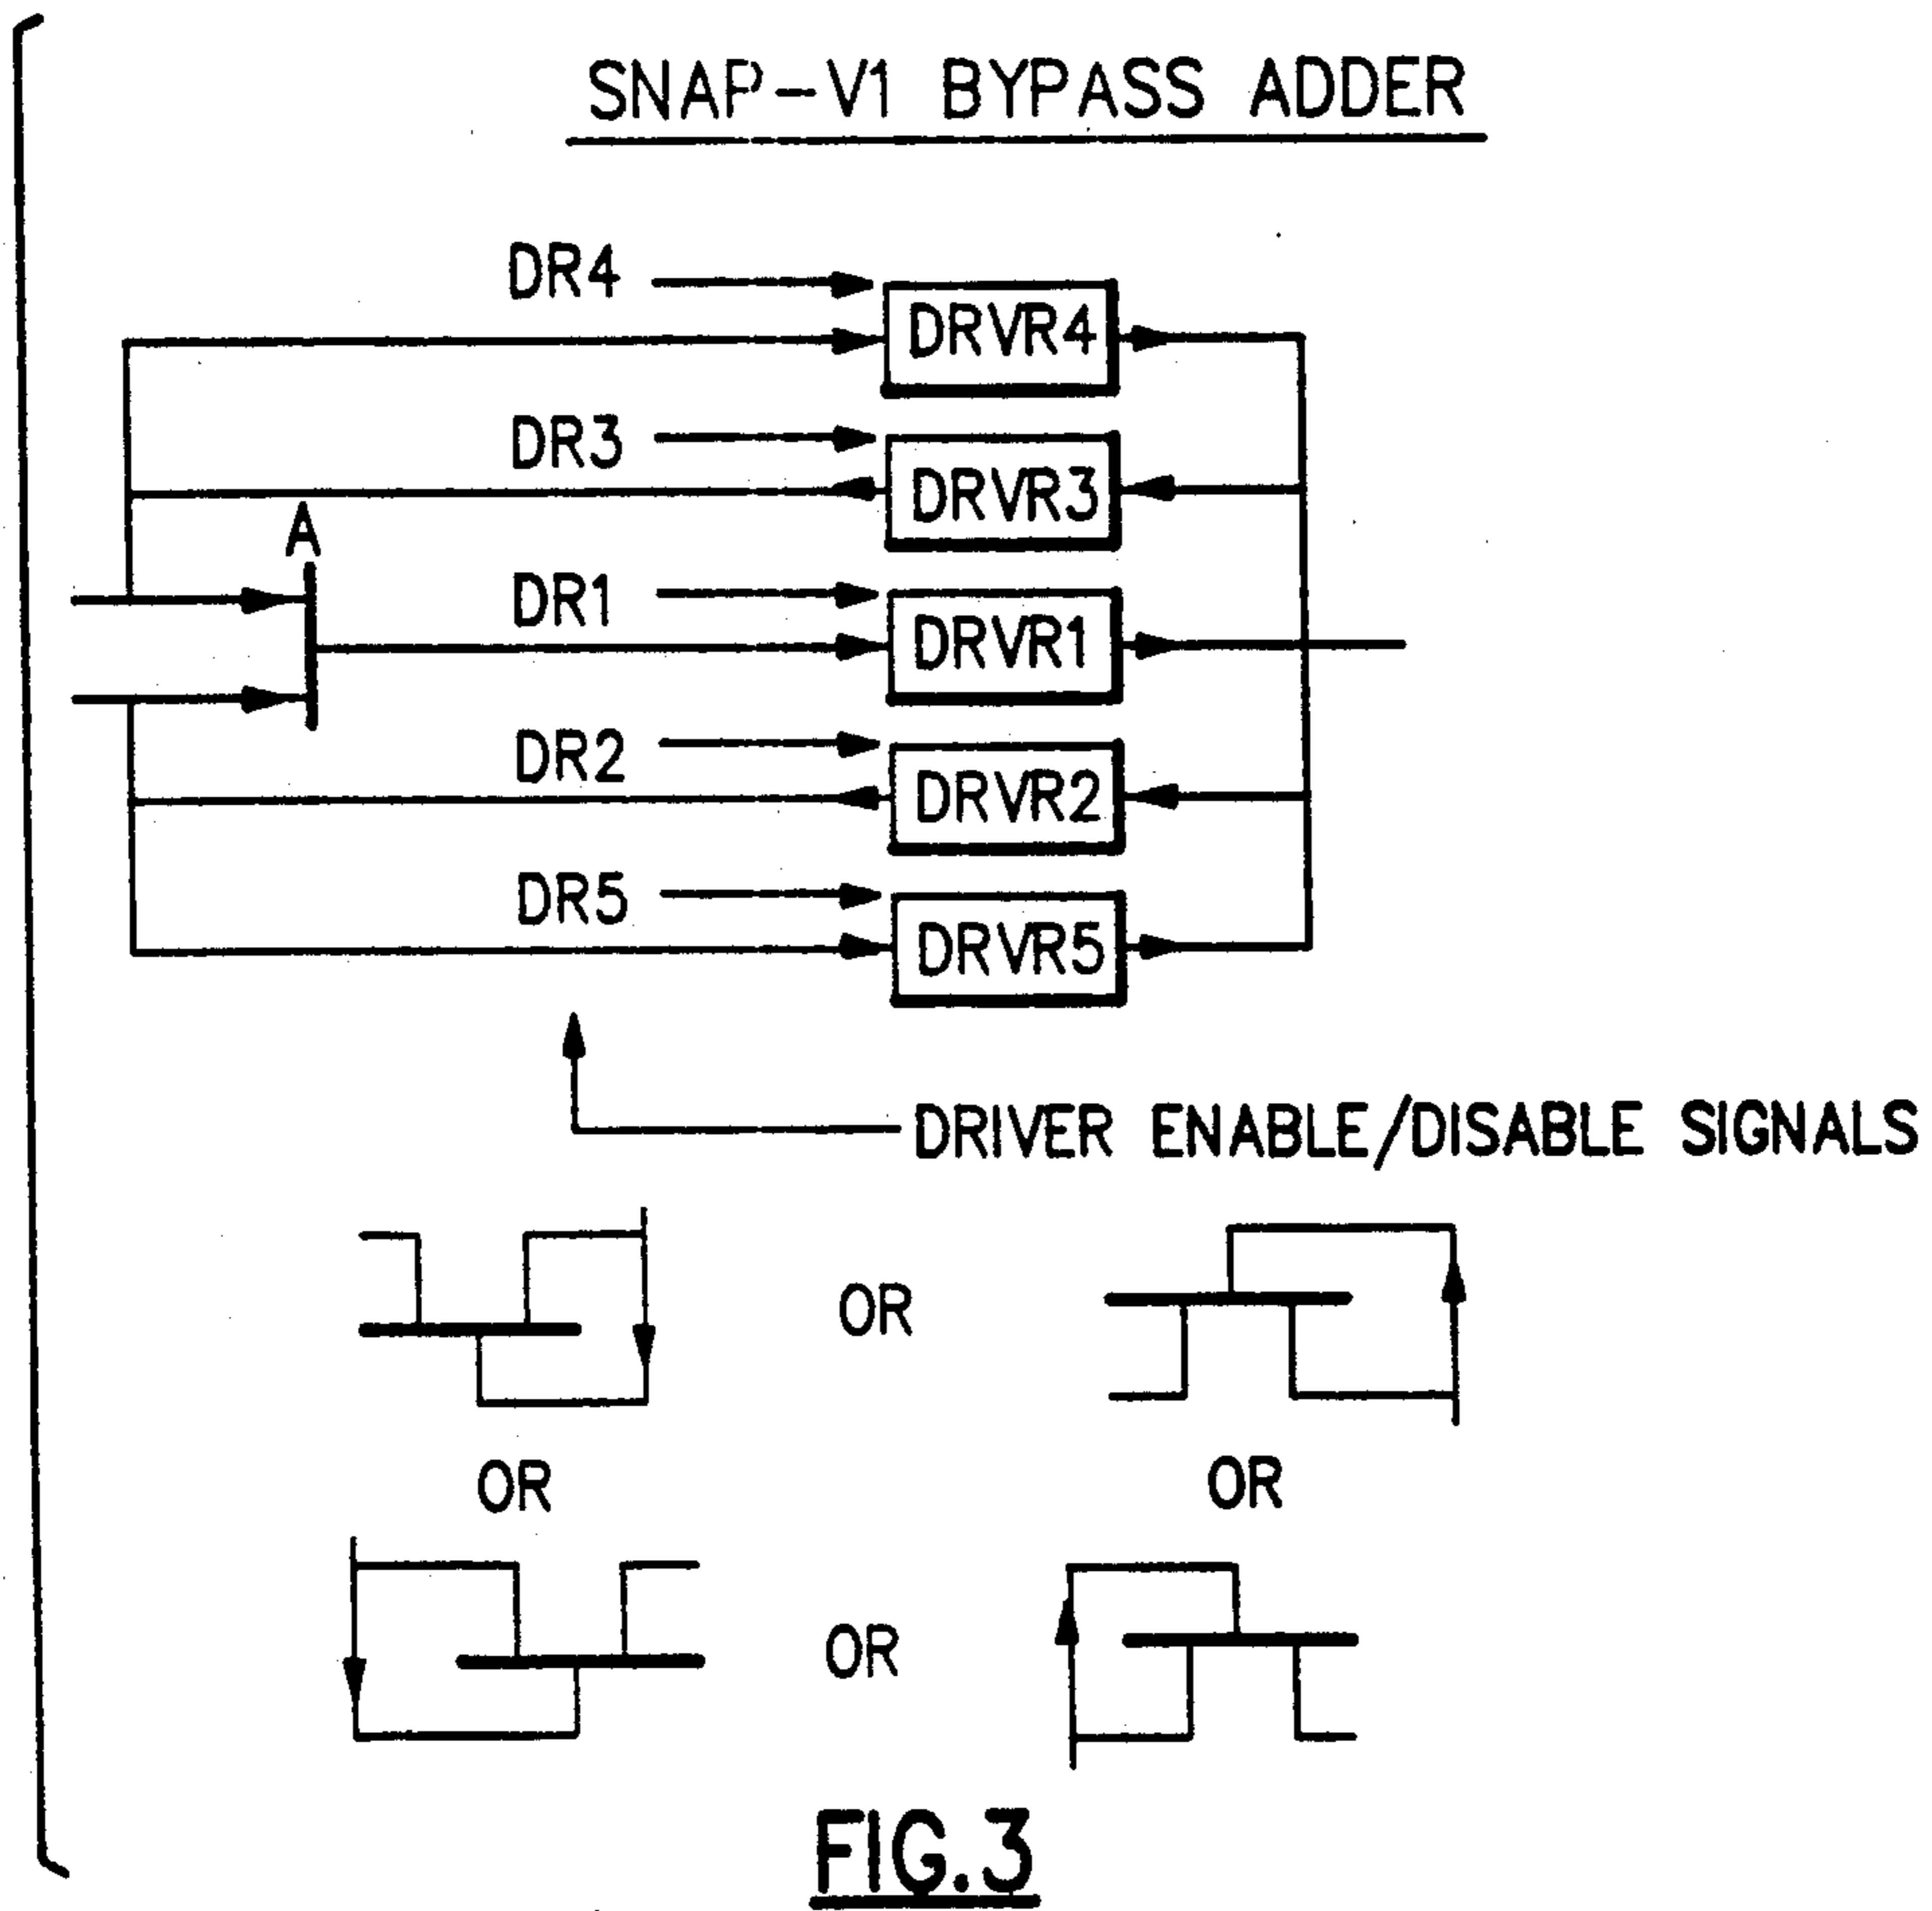 SNAP-V1 BYPASS ADDER
DR4
DRVR4
DR3
DRVR3
A
DR1
DRVR1
DR2
DRVR2
DR5
DRVR5
DRIVER ENABLE/DISABLE SIGNALS
OR
OR
OR
OR
FIG.3